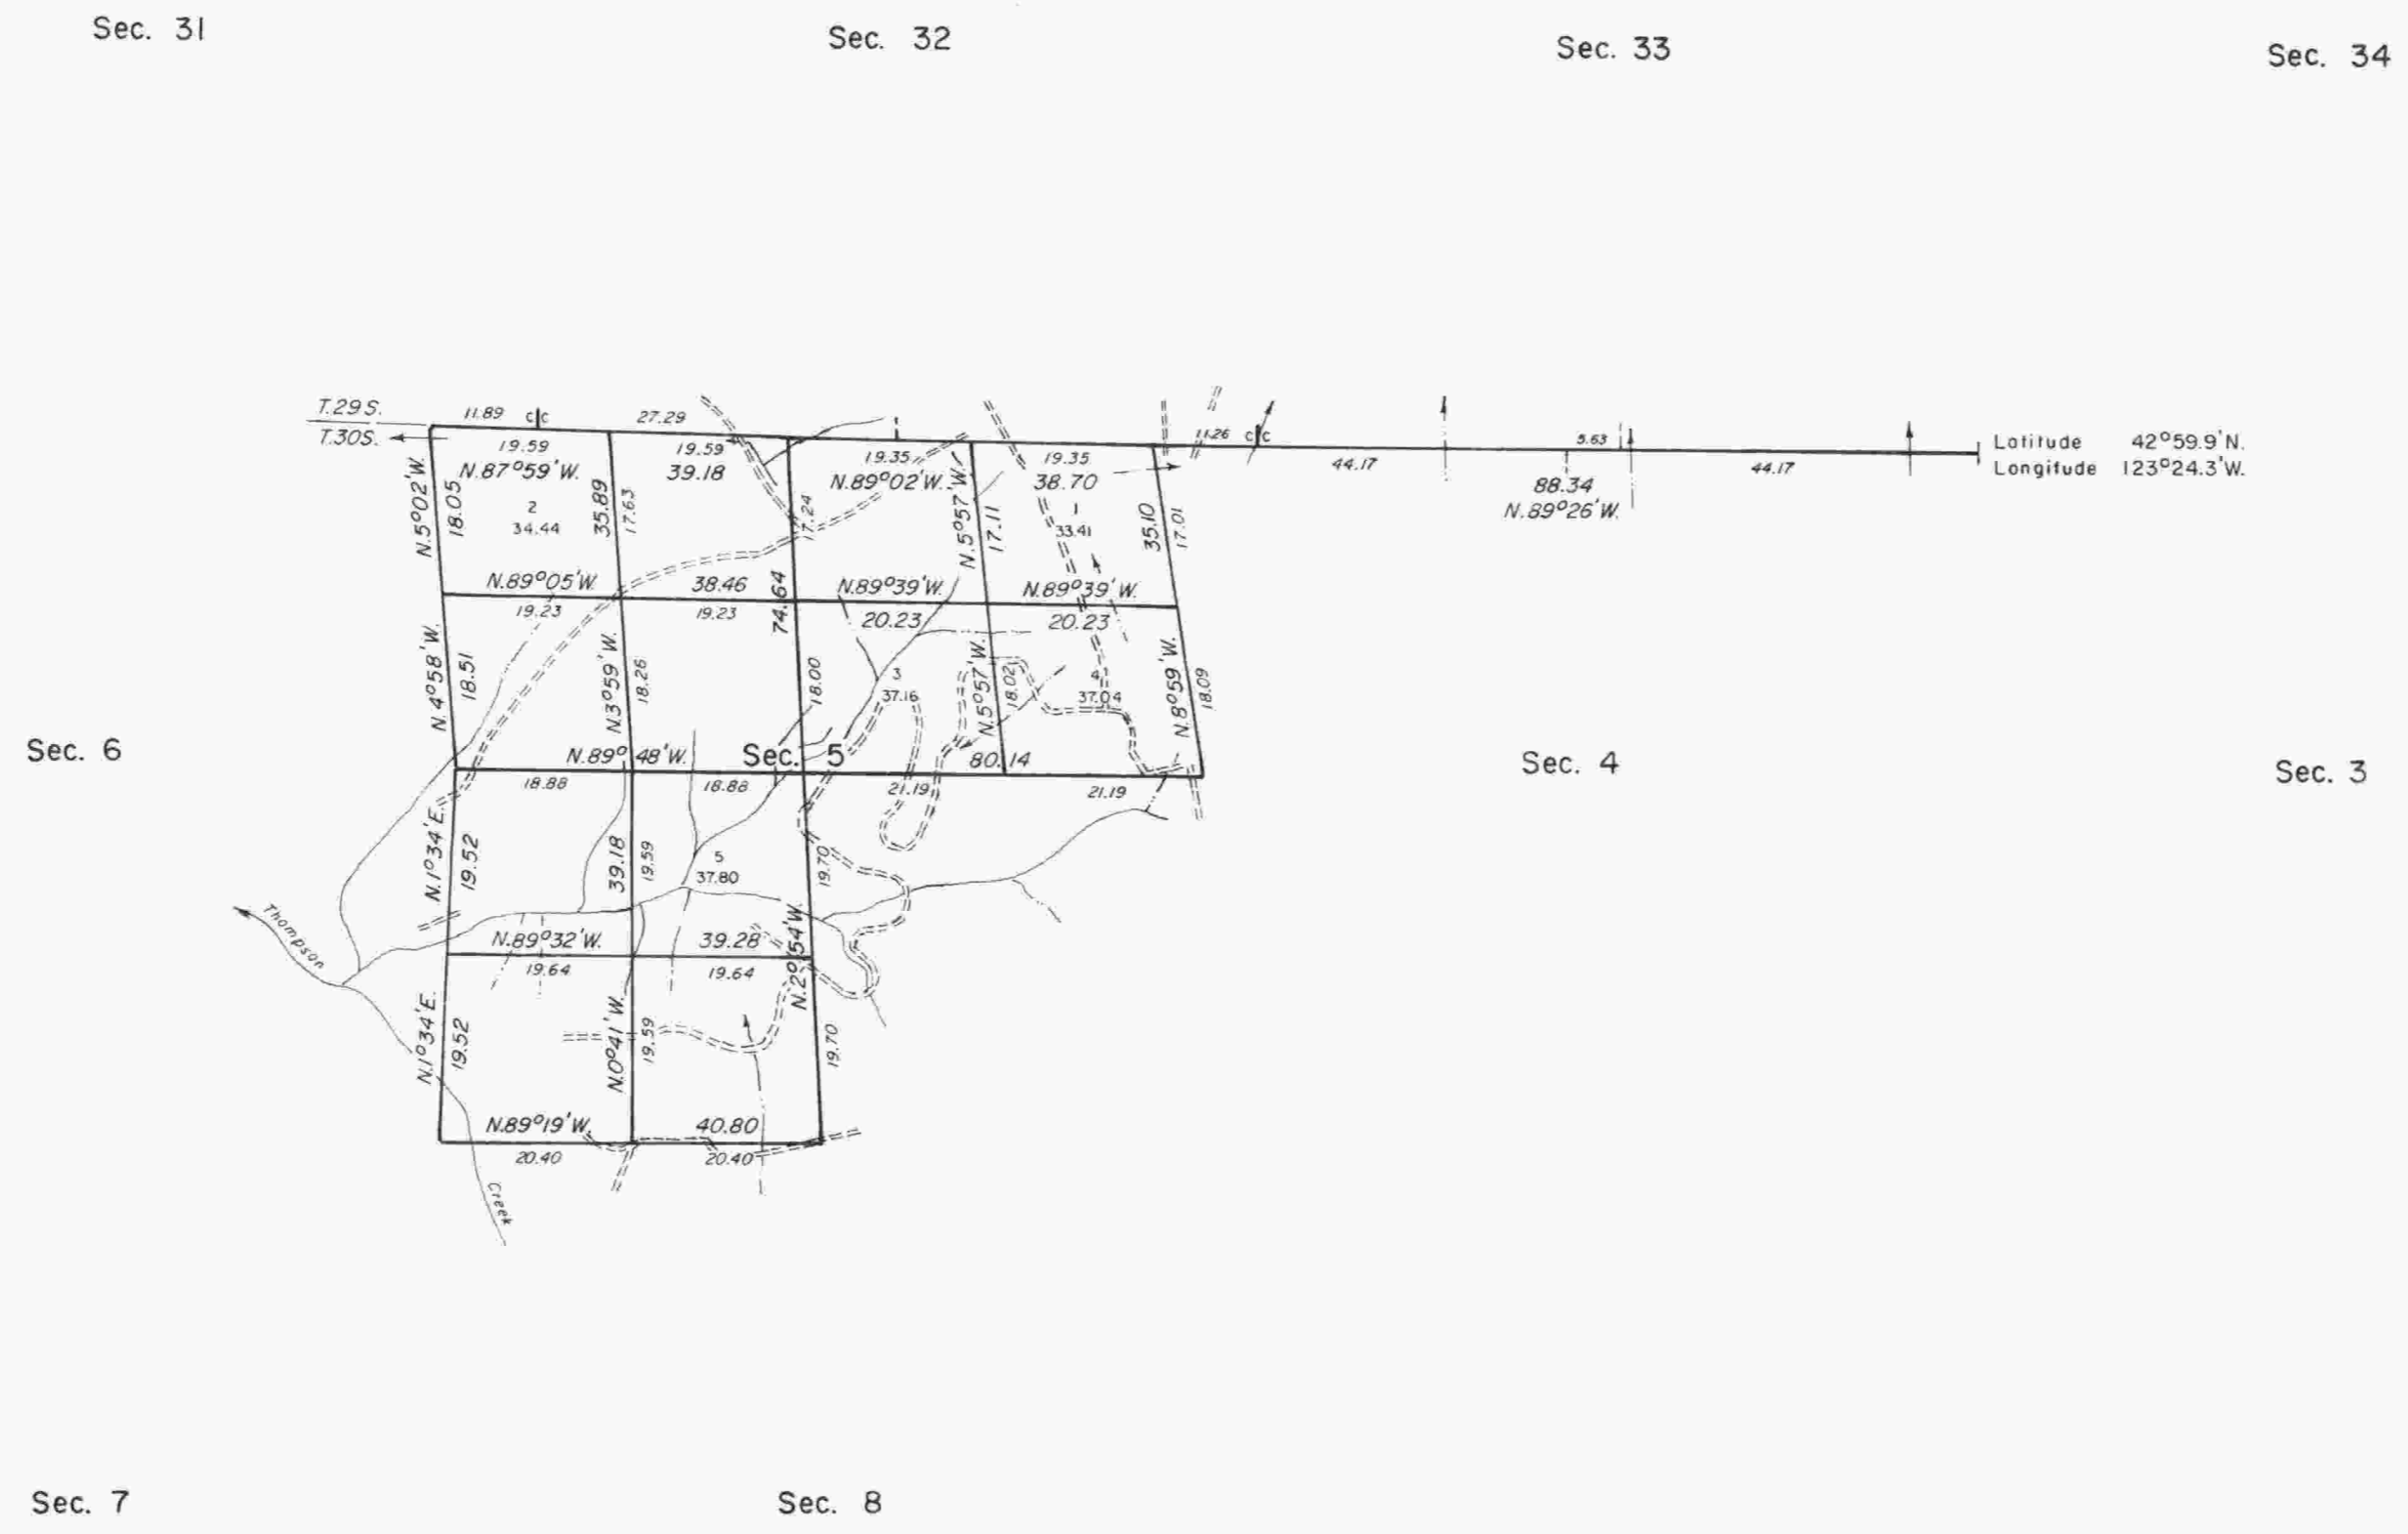 Sec. 31
Sec. 32
Sec. 33
Sec. 34
T.29S.
T.30S.
11.89
c c
27.29
19.59
N.87°59'W.
19.59
39.18
19.35
N.89°02'W.
19.35
38.70
11.26
c c
44.17
5.63
88.34
N.89°26'W.
44.17
Latitude 42°59.9'N.
Longitude 123°24.3'W.
N.5°02'W.
18.05
2
34.44
35.89
17.63
17.24
N.5°57'W.
17.11
1
33.41
35.10
17.01
N.89°05'W.
38.46
N.89°39'W.
N.89°39'W.
19.23
19.23
74.64
20.23
20.23
N.4°58'W.
18.51
N.3°59'W.
18.26
18.00
3
37.16
N.5°57'W.
18.02
4
37.04
N.8°59'W.
18.09
Sec. 6
N.89°48'W.
Sec. 5
80.14
Sec. 4
Sec. 3
18.88
18.88
21.19
21.19
N.1°34'E.
19.52
39.18
19.59
5
37.80
19.70
Thompson
N.89°32'W.
39.28
19.64
19.64
N.2°54'W.
N.1°34'E.
19.52
N.0°41'W.
19.59
19.70
N.89°19'W.
40.80
20.40
20.40
Creek
Sec. 7
Sec. 8